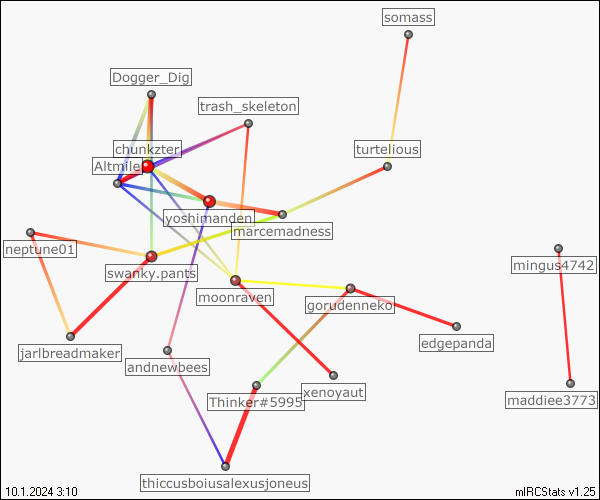 somass
Dogger_Dig
trash_skeleton
chunkzter
turtelious
Altmile
yoshimanden
marcemadness
neptune01
swanky.pants
mingus4742
moonraven
gorudenneko
edgepanda
jarlbreadmaker
andnewbees
xenoyaut
Thinker#5995
maddiee3773
thiccusboiusalexusjoneus
10.1.2024 3:10
mIRCStats v1.25